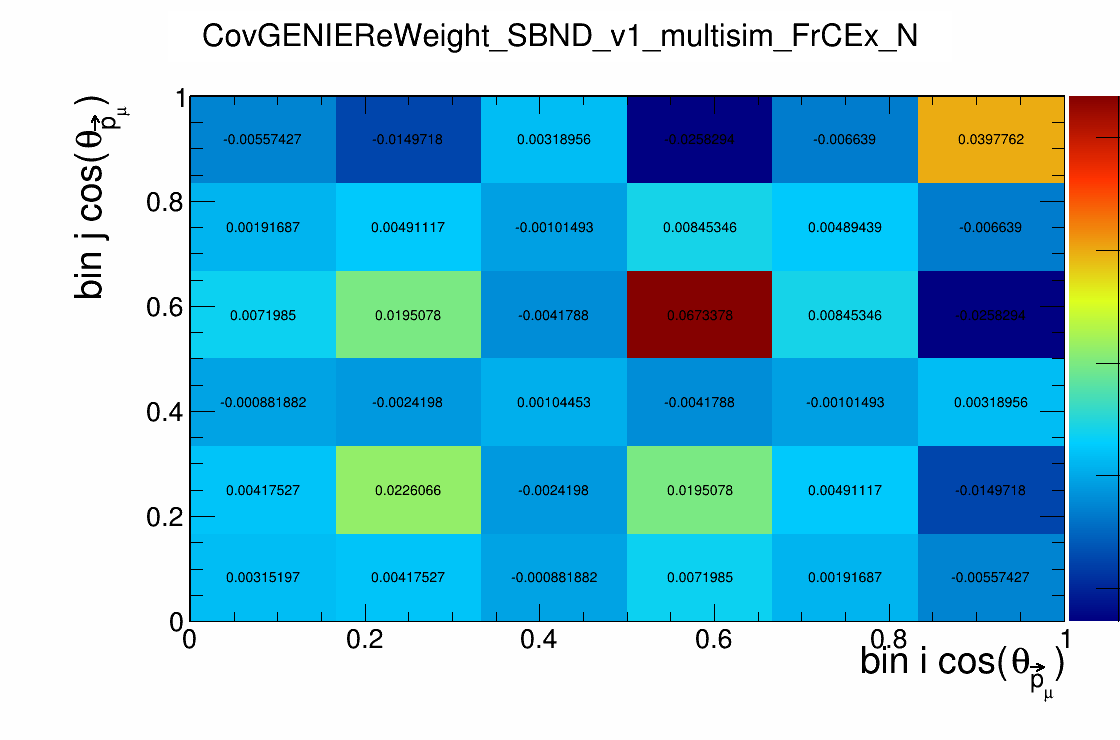 CovGENIEReWeight_SBND_v1_multisim_FrCEx_N
bin j cos(θp⃗μ)
1
-0.00557427 -0.0149718 0.00318956 -0.0258294 -0.006639 0.0397762
0.8
0.00191687 0.00491117 -0.00101493 0.00845346 0.00489439 -0.006639
0.6
0.0071985 0.0195078 -0.0041788 0.0673378 0.00845346 -0.0258294
0.4
-0.000881882 -0.0024198 0.00104453 -0.0041788 -0.00101493 0.00318956
0.00417527 0.0226066 -0.0024198 0.0195078 0.00491117 -0.0149718
0.2
0.00315197 0.00417527 -0.000881882 0.0071985 0.00191687 -0.00557427
0
0 0.2 0.4 0.6 0.8 1
bin i cos(θp⃗μ)